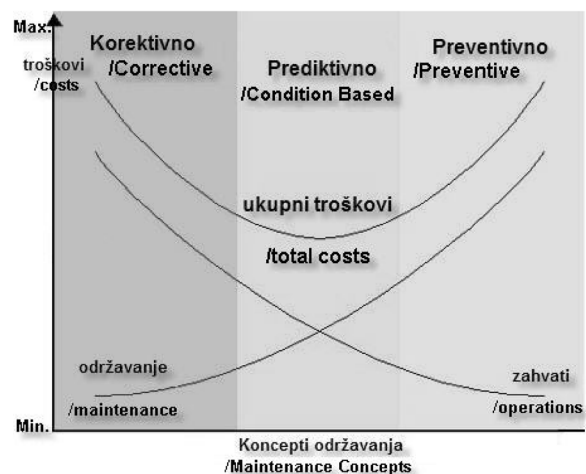 Max.
troškovi
/costs
Korektivno
/Corrective
Prediktivno
/Condition Based
Preventivno
/Preventive
ukupni troškovi
/total costs
održavanje
/maintenance
zahvati
/operations
Min.
Koncepti održavanja
/Maintenance Concepts